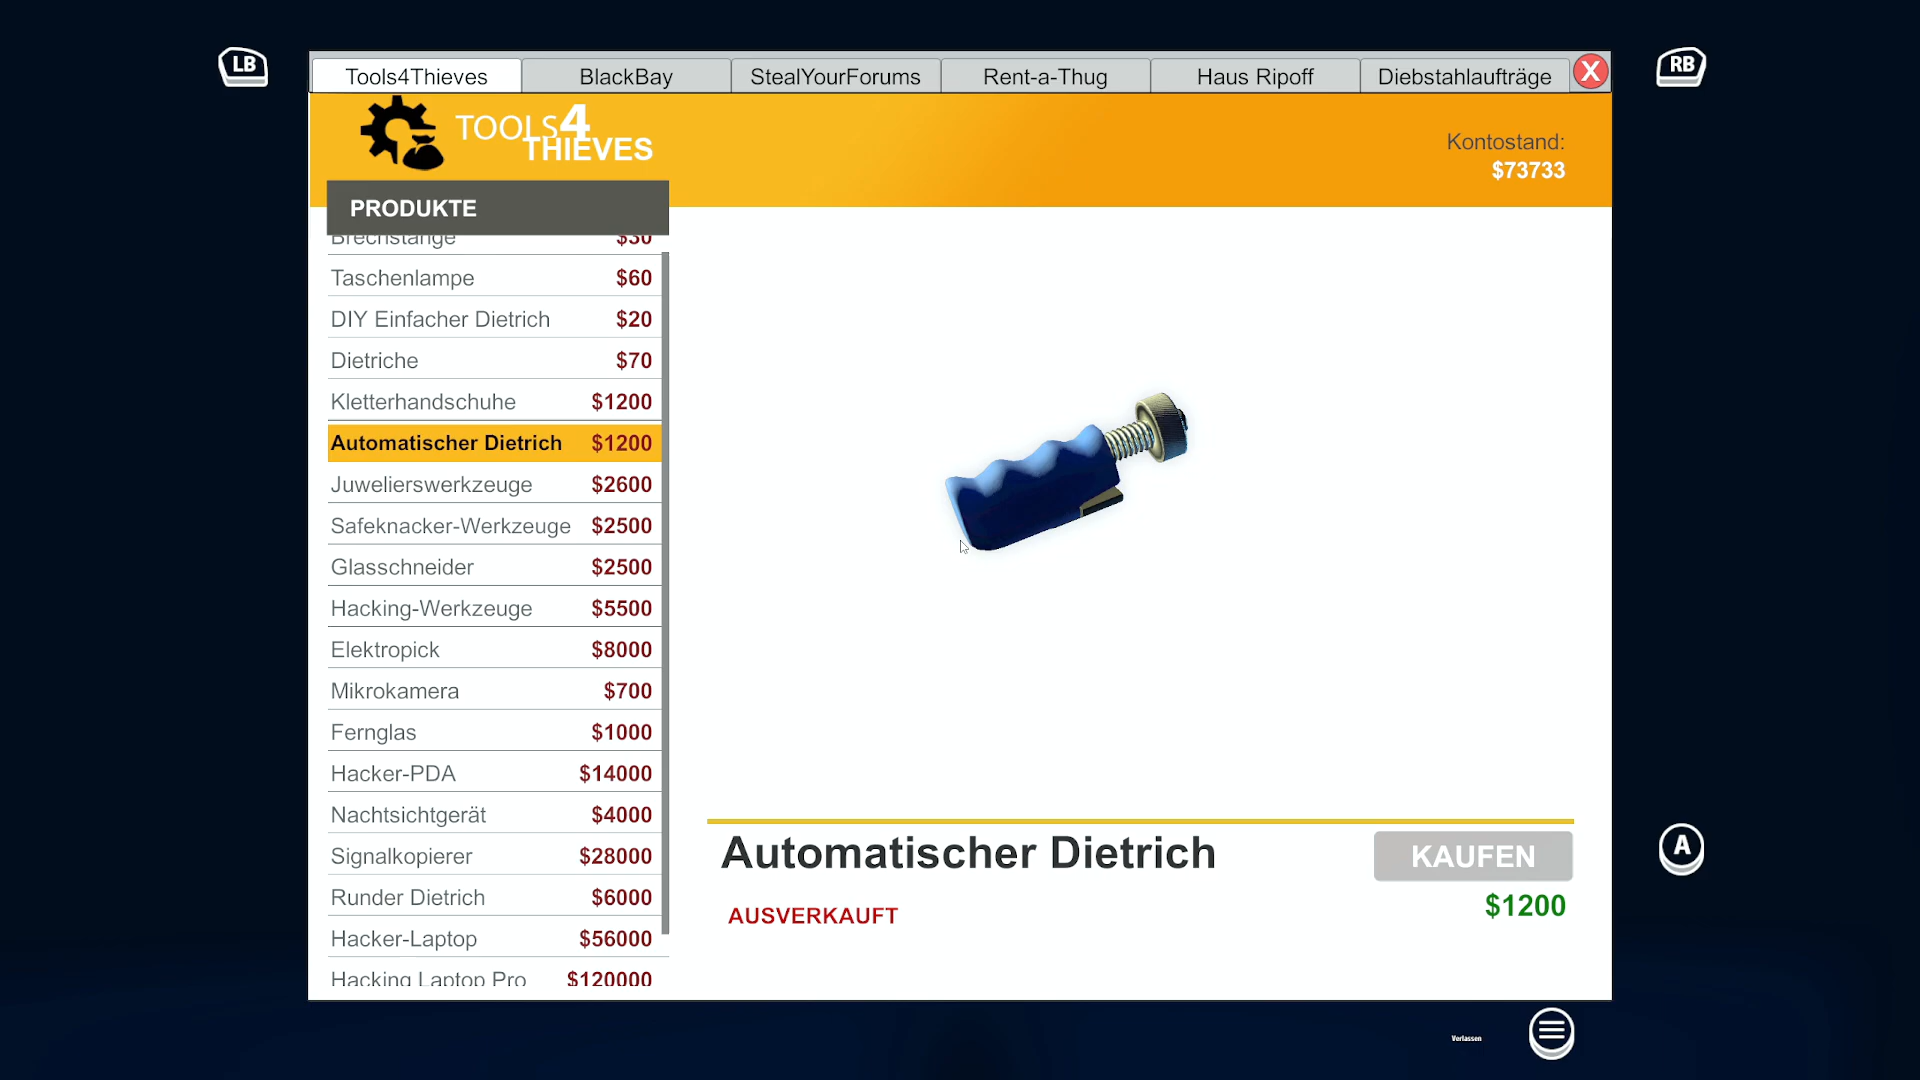 LB
RB
Tools4Thieves
BlackBay
StealYourForums
Rent-a-Thug
Haus Ripoff
Diebstahlaufträge
X
TOOLS4
THIEVES
Kontostand:
$73733
PRODUKTE
Brechstange $30
Taschenlampe $60
DIY Einfacher Dietrich $20
Dietriche $70
Kletterhandschuhe $1200
Automatischer Dietrich $1200
Juwelierswerkzeuge $2600
Safeknacker-Werkzeuge $2500
Glasschneider $2500
Hacking-Werkzeuge $5500
Elektropick $8000
Mikrokamera $700
Fernglas $1000
Hacker-PDA $14000
Nachtsichtgerät $4000
Signalkopierer $28000
Runder Dietrich $6000
Hacker-Laptop $56000
Hacking Laptop Pro $120000
Automatischer Dietrich
KAUFEN
AUSVERKAUFT
$1200
A
Verlassen